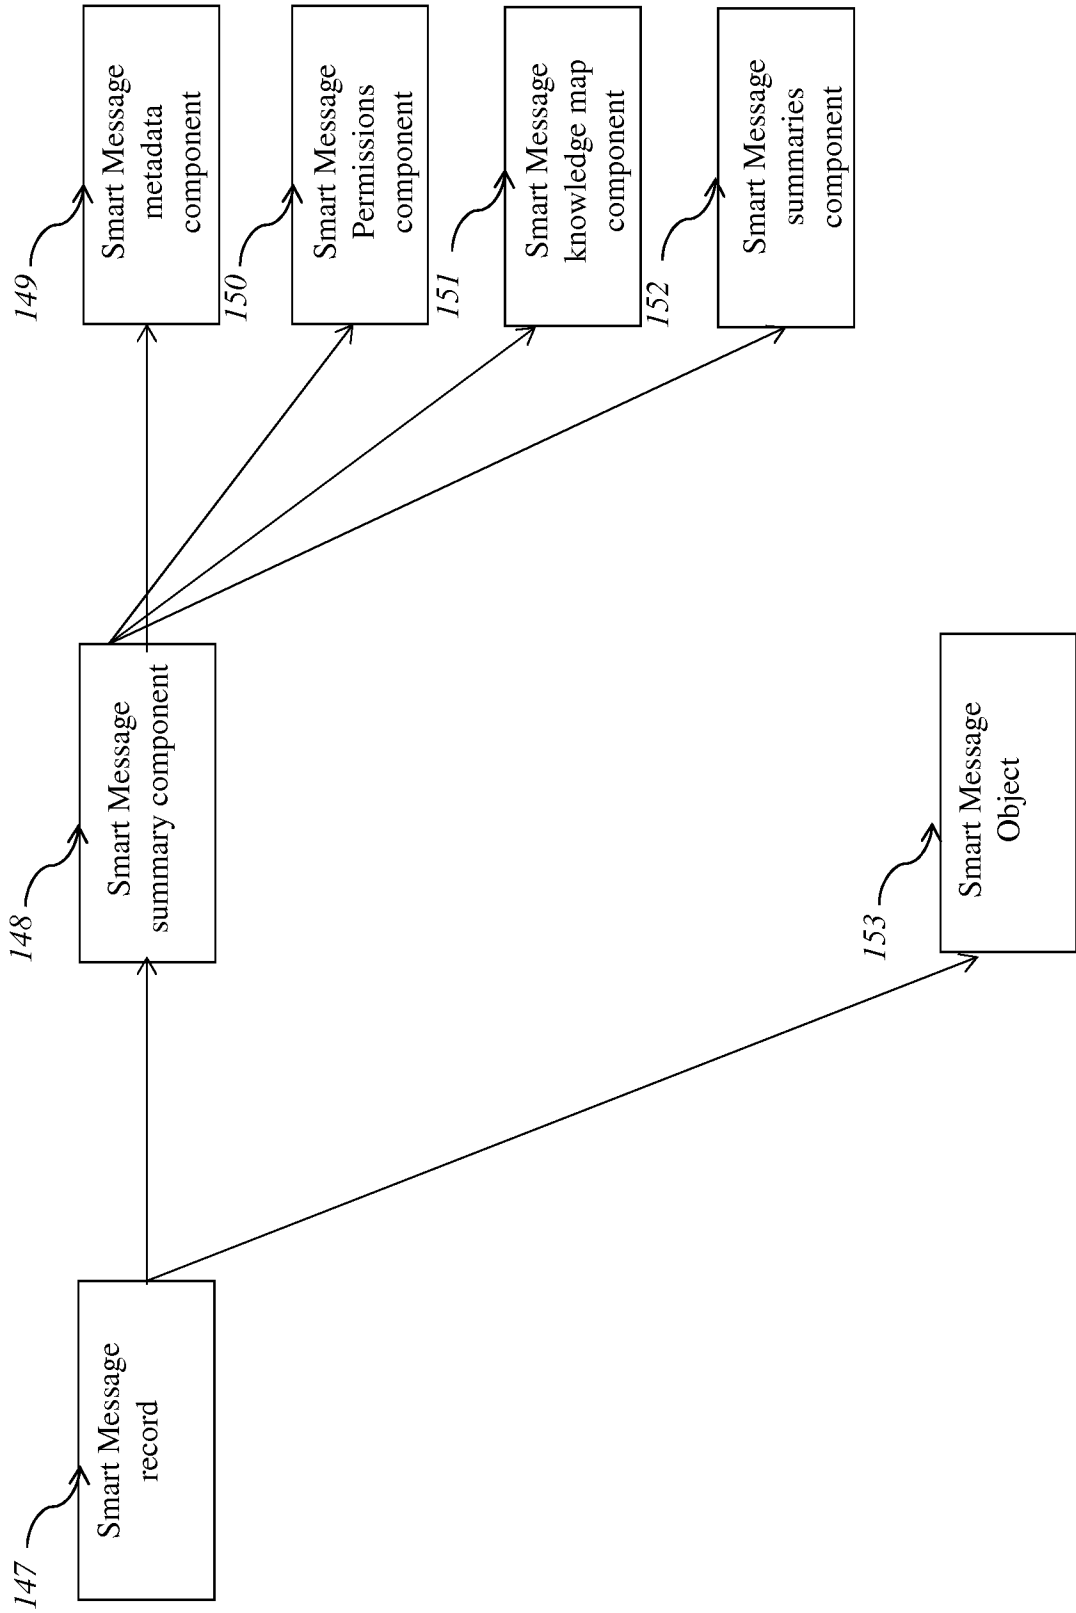 147
Smart Message
record
148
Smart Message
summary component
149
Smart Message
metadata
component
150
Smart Message
Permissions
component
151
Smart Message
knowledge map
component
152
Smart Message
summaries
component
153
Smart Message
Object